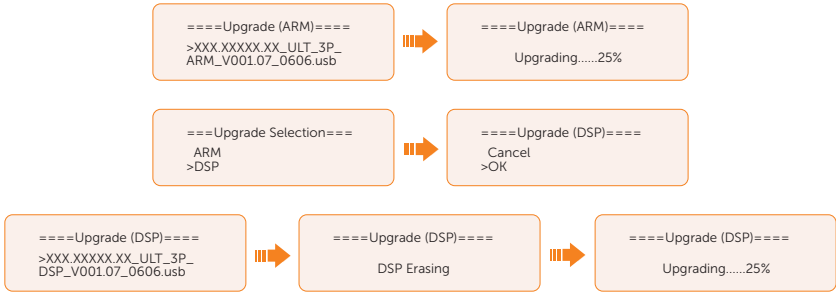 ====Upgrade (ARM)====
>XXX.XXXXX.XX_ULT_3P_
ARM_V001.07_0606.usb
====Upgrade (ARM)====
Upgrading......25%
===Upgrade Selection===
ARM
>DSP
====Upgrade (DSP)====
Cancel
>OK
====Upgrade (DSP)====
>XXX.XXXXX.XX_ULT_3P_
DSP_V001.07_0606.usb
====Upgrade (DSP)====
DSP Erasing
====Upgrade (DSP)====
Upgrading......25%